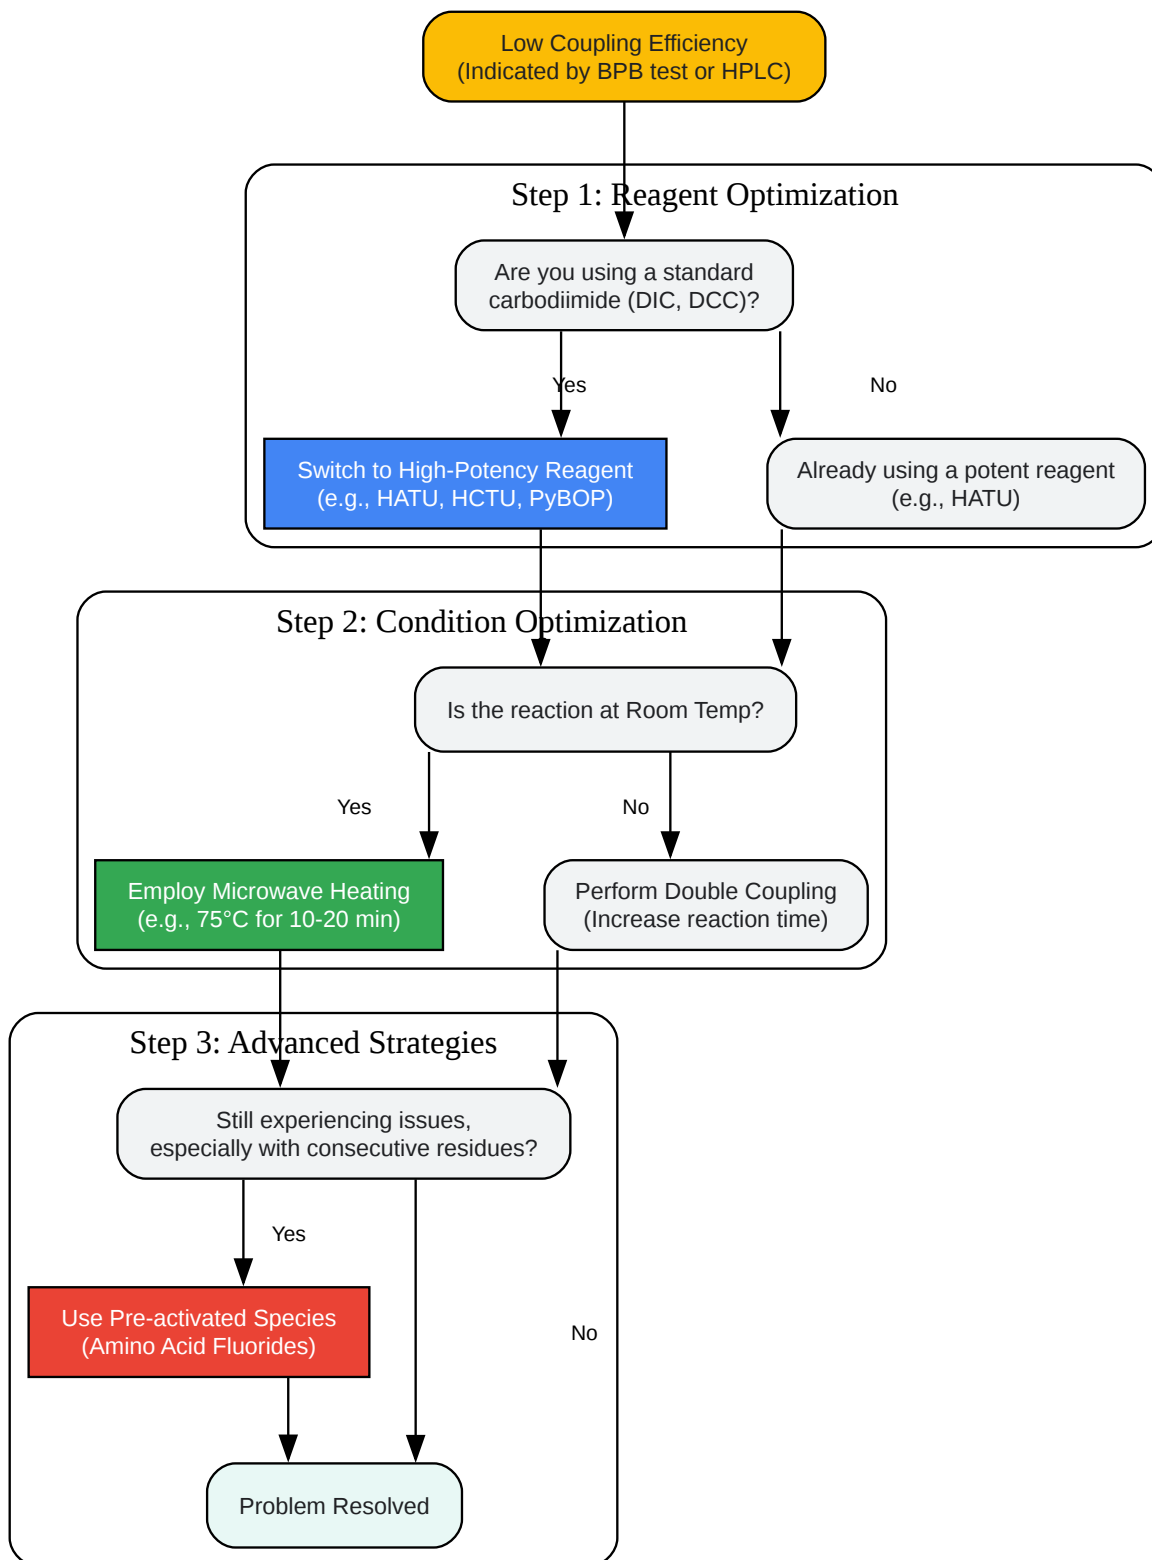 Low Coupling Efficiency
(Indicated by BPB test or HPLC)
Step 1: Reagent Optimization
Are you using a standard
carbodiimide (DIC, DCC)?
Yes
No
Switch to High-Potency Reagent
(e.g., HATU, HCTU, PyBOP)
Already using a potent reagent
(e.g., HATU)
Step 2: Condition Optimization
Is the reaction at Room Temp?
Yes
No
Employ Microwave Heating
(e.g., 75°C for 10-20 min)
Perform Double Coupling
(Increase reaction time)
Step 3: Advanced Strategies
Still experiencing issues,
especially with consecutive residues?
Yes
Use Pre-activated Species
(Amino Acid Fluorides)
No
Problem Resolved